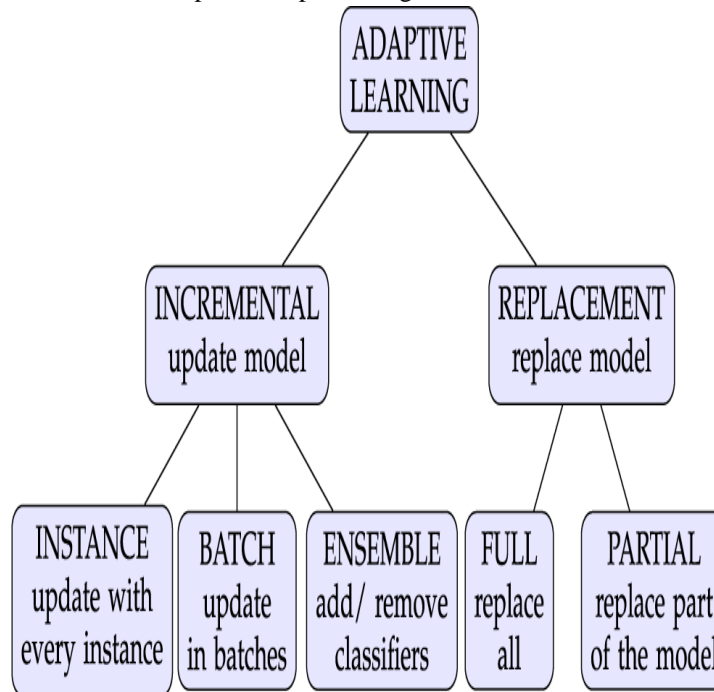 ADAPTIVE
LEARNING
INCREMENTAL
update model
REPLACEMENT
replace model
INSTANCE
update with
every instance
BATCH
update
in batches
ENSEMBLE
add/ remove
classifiers
FULL
replace
all
PARTIAL
replace part
of the model